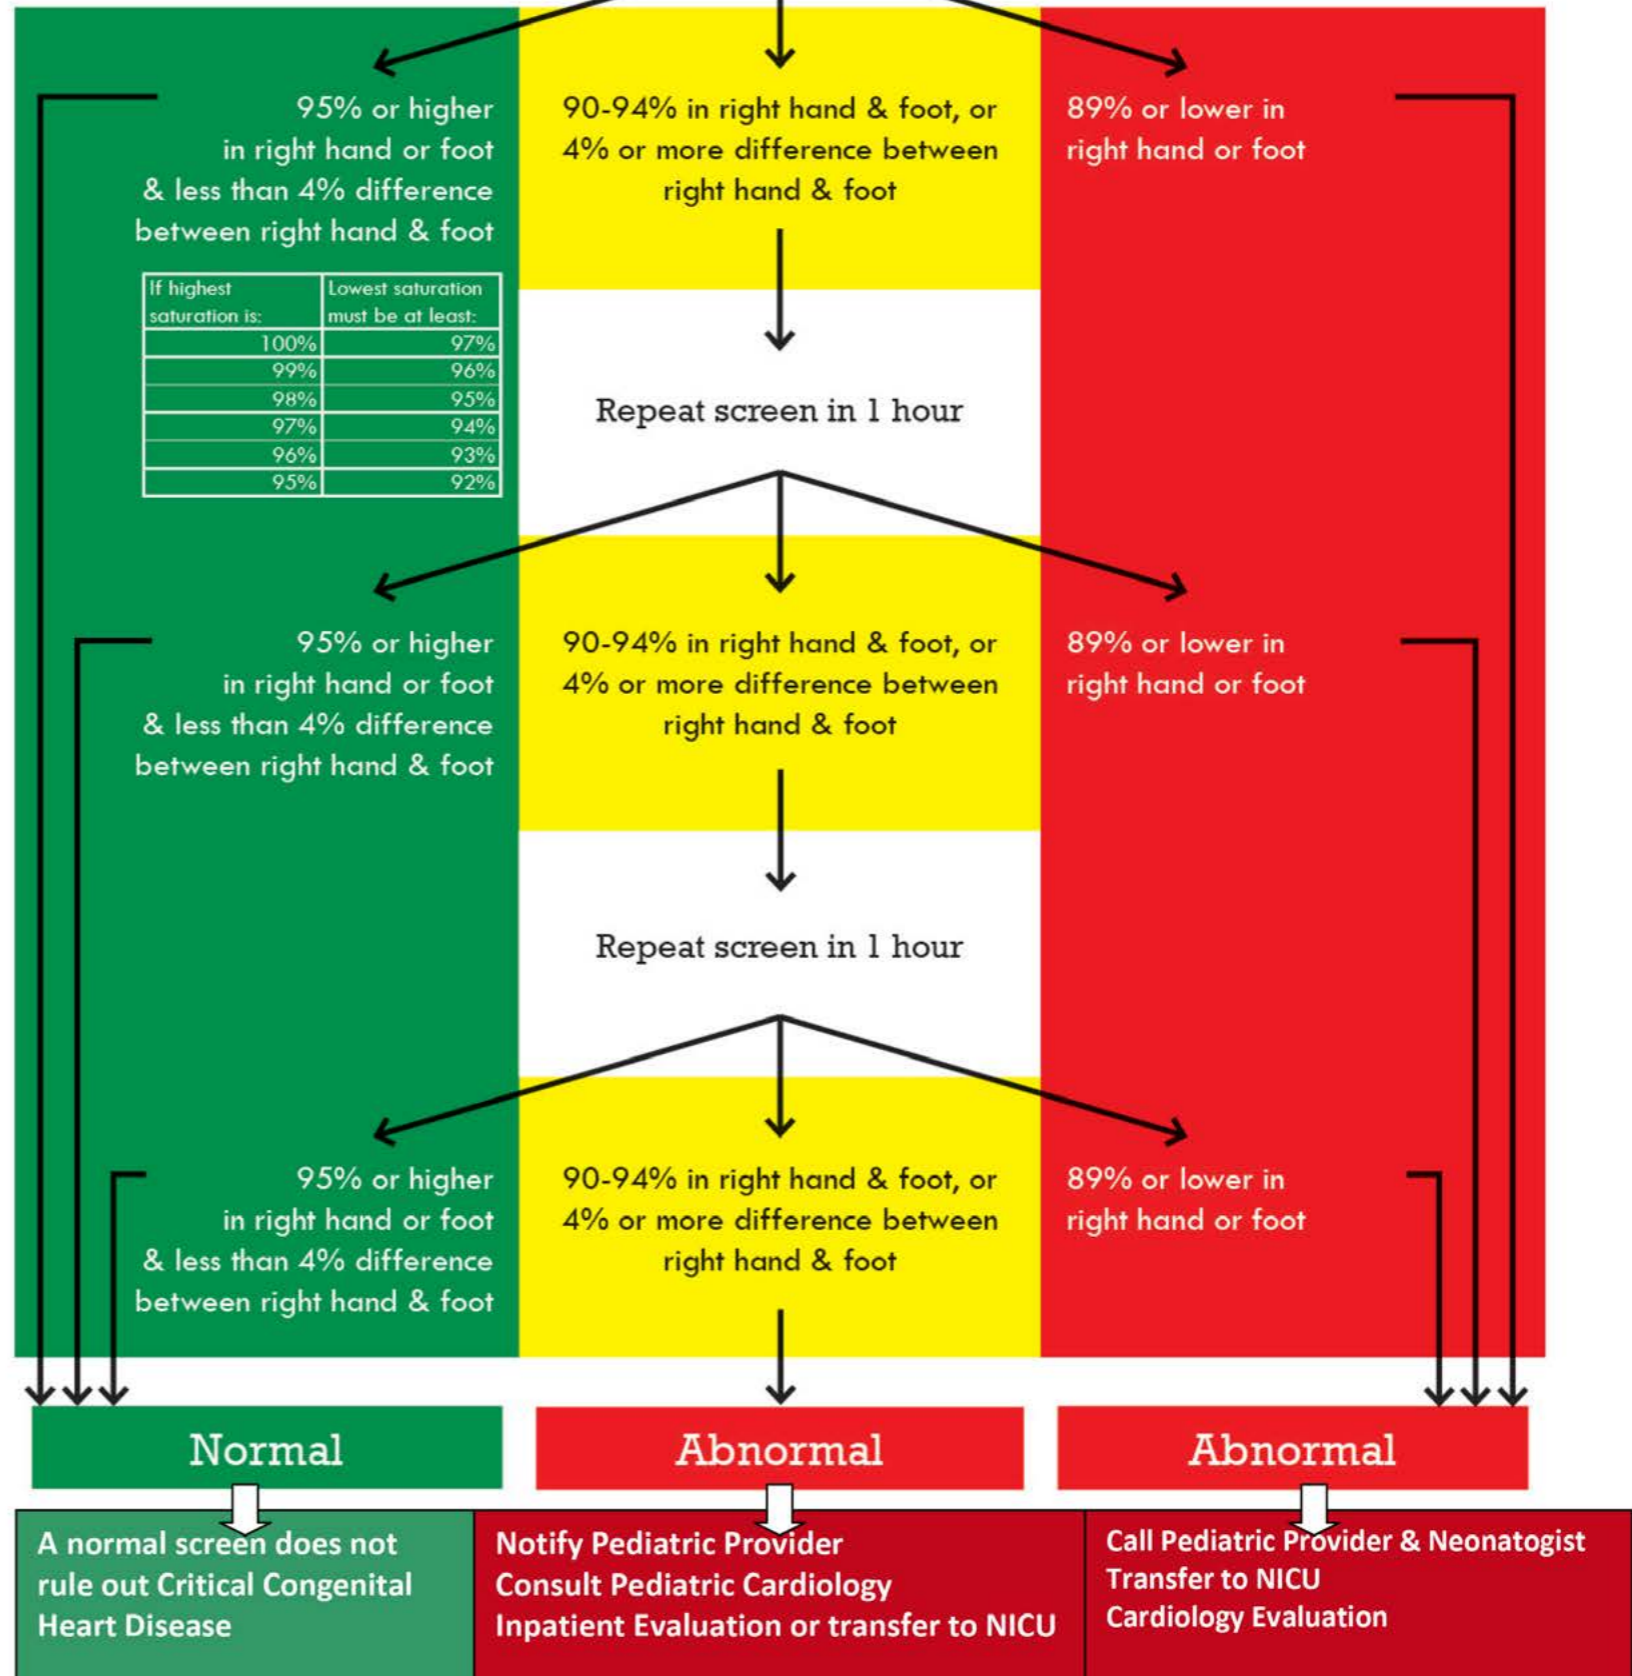 95% or higher
in right hand or foot
& less than 4% difference
between right hand & foot
90-94% in right hand & foot, or
4% or more difference between
right hand & foot
89% or lower in
right hand or foot
If highest
saturation is:
Lowest saturation
must be at least:
100% 97%
99% 96%
98% 95%
97% 94%
96% 93%
95% 92%
Repeat screen in 1 hour
95% or higher
in right hand or foot
& less than 4% difference
between right hand & foot
90-94% in right hand & foot, or
4% or more difference between
right hand & foot
89% or lower in
right hand or foot
Repeat screen in 1 hour
95% or higher
in right hand or foot
& less than 4% difference
between right hand & foot
90-94% in right hand & foot, or
4% or more difference between
right hand & foot
89% or lower in
right hand or foot
Normal
Abnormal
Abnormal
A normal screen does not
rule out Critical Congenital
Heart Disease
Notify Pediatric Provider
Consult Pediatric Cardiology
Inpatient Evaluation or transfer to NICU
Call Pediatric Provider & Neonatogist
Transfer to NICU
Cardiology Evaluation